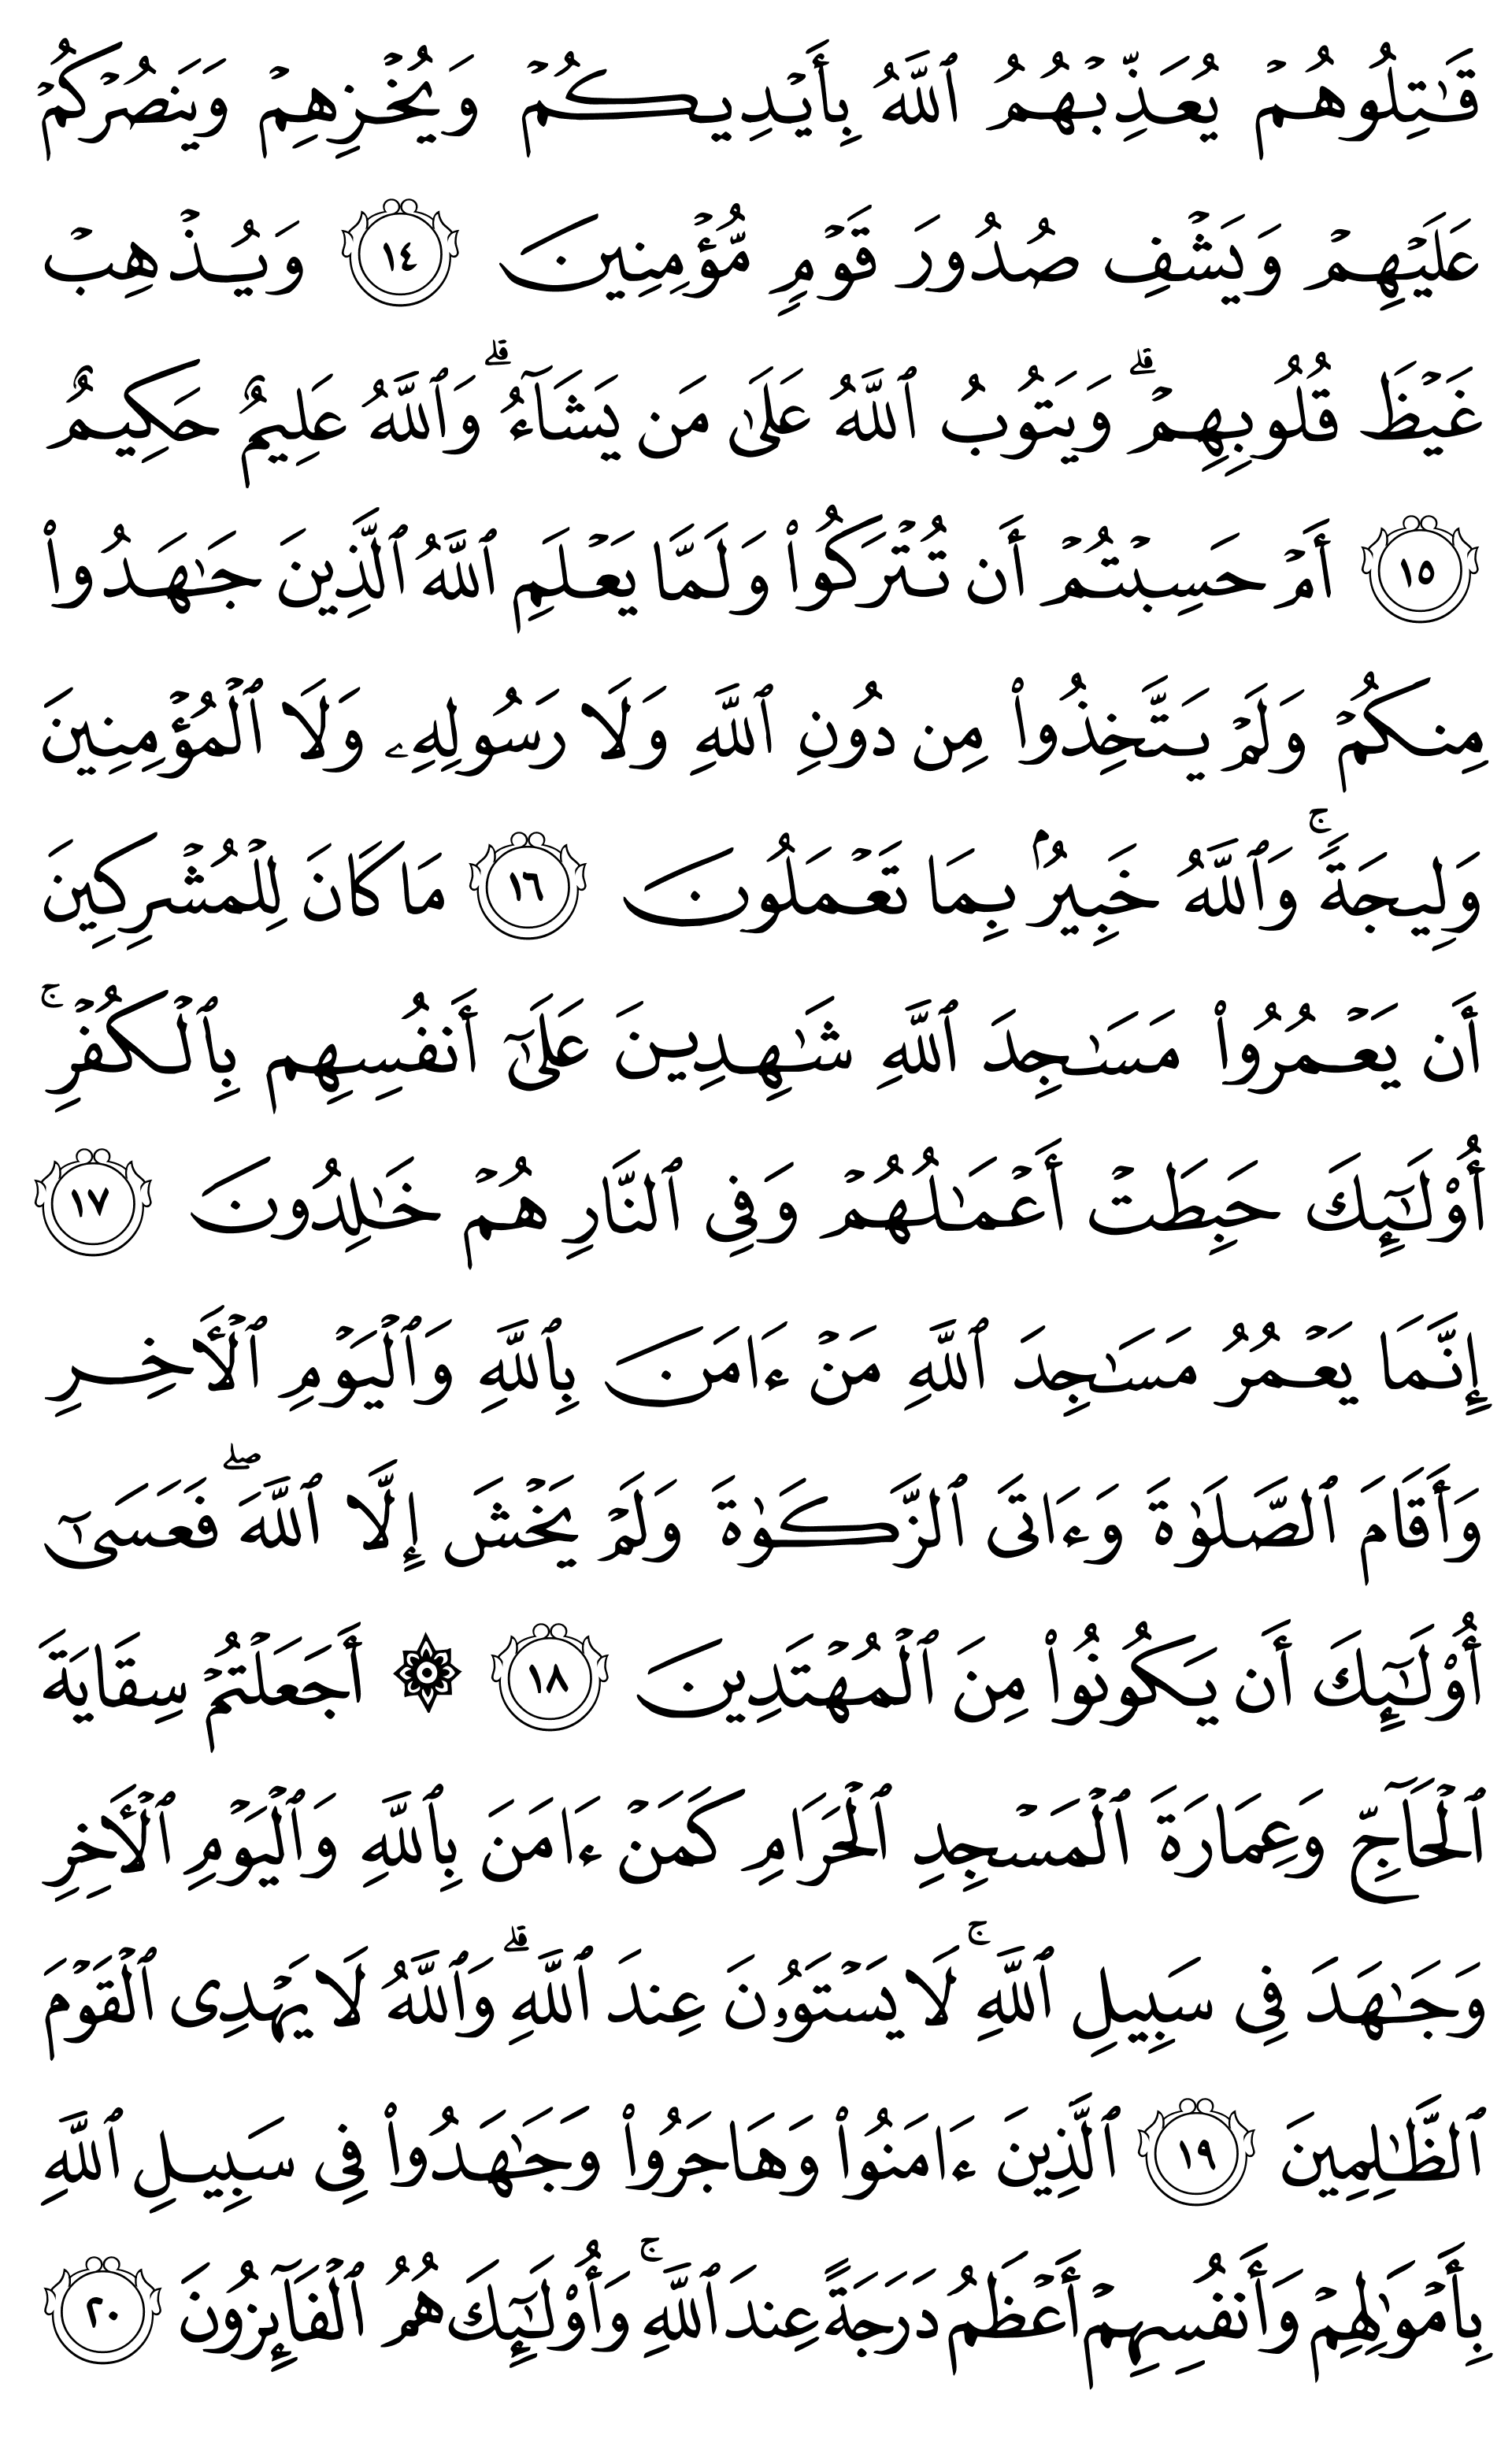 قَٰتِلُوهُمۡ يُعَذِّبۡهُمُ ٱللَّهُ بِأَيۡدِيكُمۡ وَيُخۡزِهِمۡ وَيَنصُرۡكُمۡ
عَلَيۡهِمۡ وَيَشۡفِ صُدُورَ قَوۡمٖ مُّؤۡمِنِينَ ١٤ وَيُذۡهِبۡ
غَيۡظَ قُلُوبِهِمۡۗ وَيَتُوبُ ٱللَّهُ عَلَىٰ مَن يَشَآءُۗ وَٱللَّهُ عَلِيمٌ حَكِيمٌ
١٥ أَمۡ حَسِبۡتُمۡ أَن تُتۡرَكُواْ وَلَمَّا يَعۡلَمِ ٱللَّهُ ٱلَّذِينَ جَٰهَدُواْ
مِنكُمۡ وَلَمۡ يَتَّخِذُواْ مِن دُونِ ٱللَّهِ وَلَا رَسُولِهِۦ وَلَا ٱلۡمُؤۡمِنِينَ
وَلِيجَةٗۚ وَٱللَّهُ خَبِيرُۢ بِمَا تَعۡمَلُونَ ١٦ مَا كَانَ لِلۡمُشۡرِكِينَ
أَن يَعۡمُرُواْ مَسَٰجِدَ ٱللَّهِ شَٰهِدِينَ عَلَىٰٓ أَنفُسِهِم بِٱلۡكُفۡرِۚ
أُوْلَٰٓئِكَ حَبِطَتۡ أَعۡمَٰلُهُمۡ وَفِي ٱلنَّارِ هُمۡ خَٰلِدُونَ ١٧
إِنَّمَا يَعۡمُرُ مَسَٰجِدَ ٱللَّهِ مَنۡ ءَامَنَ بِٱللَّهِ وَٱلۡيَوۡمِ ٱلۡأٓخِرِ
وَأَقَامَ ٱلصَّلَوٰةَ وَءَاتَى ٱلزَّكَوٰةَ وَلَمۡ يَخۡشَ إِلَّا ٱللَّهَۖ فَعَسَىٰٓ
أُوْلَٰٓئِكَ أَن يَكُونُواْ مِنَ ٱلۡمُهۡتَدِينَ ١٨ ۞ أَجَعَلۡتُمۡ سِقَايَةَ
ٱلۡحَآجِّ وَعِمَارَةَ ٱلۡمَسۡجِدِ ٱلۡحَرَامِ كَمَنۡ ءَامَنَ بِٱللَّهِ وَٱلۡيَوۡمِ ٱلۡأٓخِرِ
وَجَٰهَدَ فِي سَبِيلِ ٱللَّهِۚ لَا يَسۡتَوُۥنَ عِندَ ٱللَّهِۗ وَٱللَّهُ لَا يَهۡدِي ٱلۡقَوۡمَ
ٱلظَّٰلِمِينَ ١٩ ٱلَّذِينَ ءَامَنُواْ وَهَاجَرُواْ وَجَٰهَدُواْ فِي سَبِيلِ ٱللَّهِ
بِأَمۡوَٰلِهِمۡ وَأَنفُسِهِمۡ أَعۡظَمُ دَرَجَةً عِندَ ٱللَّهِۚ وَأُوْلَٰٓئِكَ هُمُ ٱلۡفَآئِزُونَ ٢٠